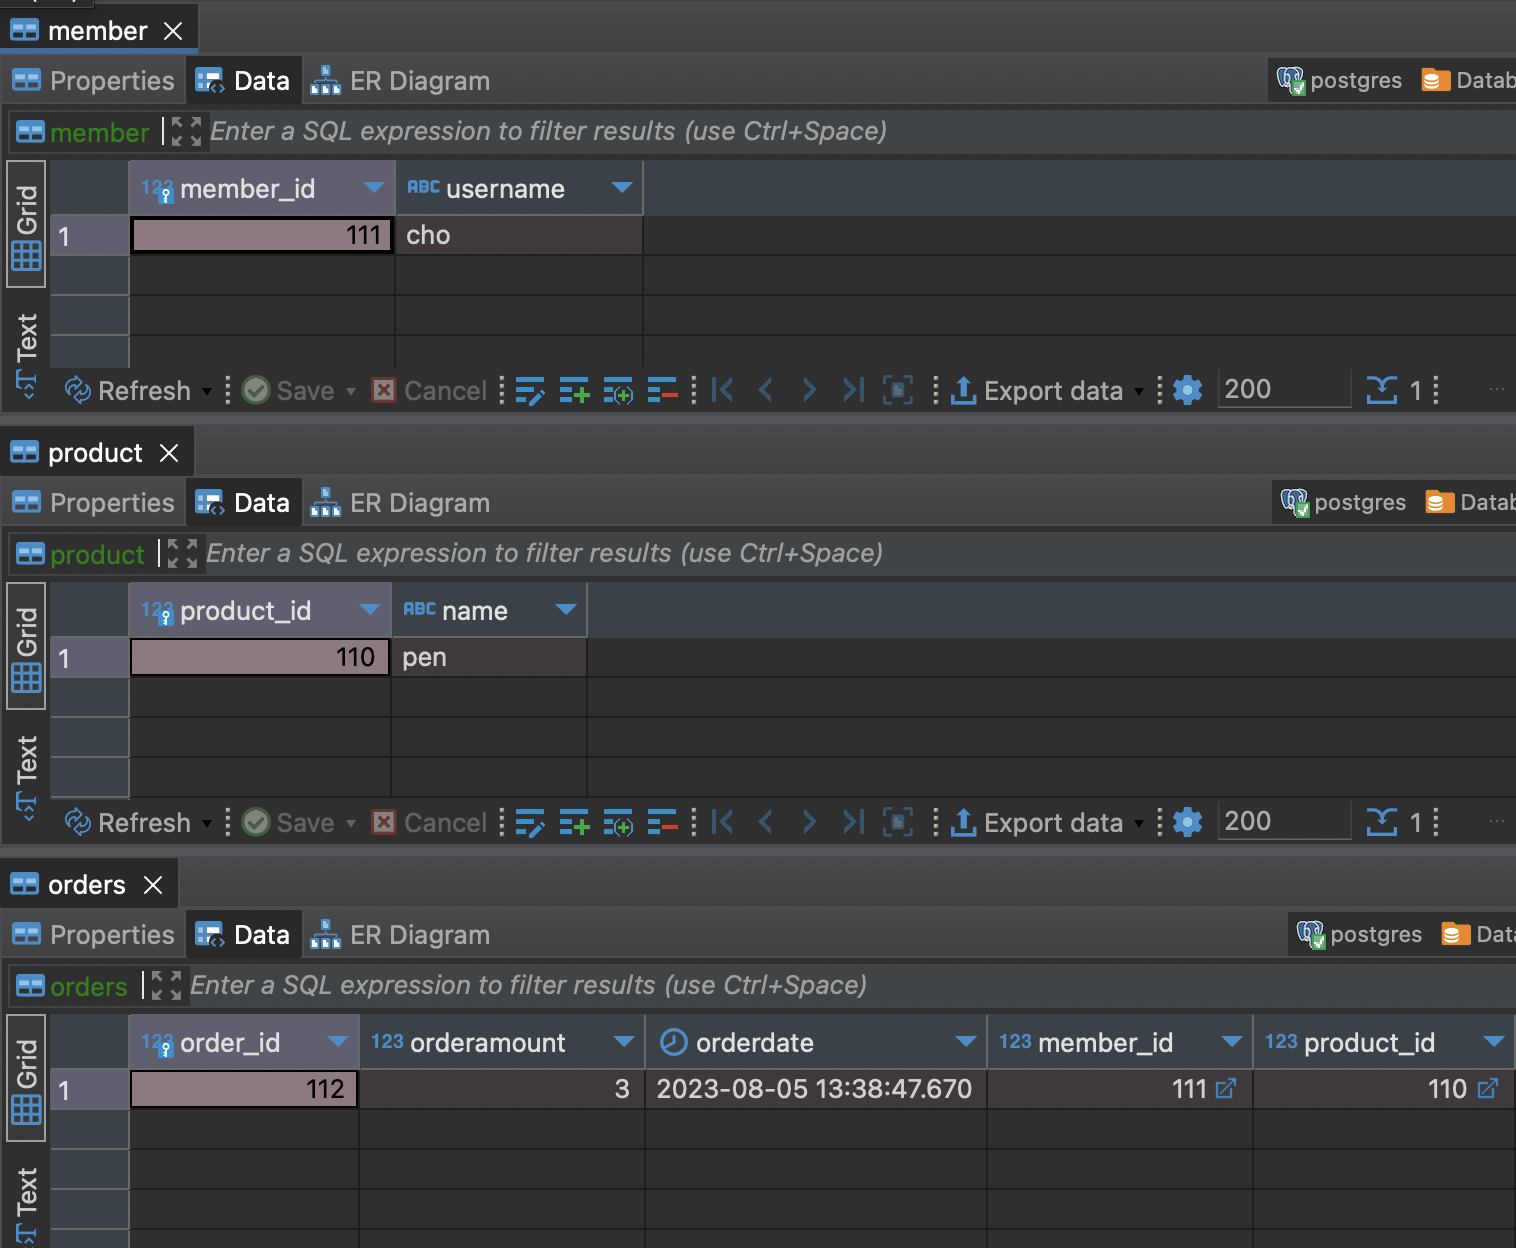 member
Properties Data ER Diagram postgres Datab
member Enter a SQL expression to filter results (use Ctrl+Space)
Grid
Text
123 member_id ABC username
1 111 cho
Refresh Save Cancel Export data 200 1 ...
product
Properties Data ER Diagram postgres Datab
product Enter a SQL expression to filter results (use Ctrl+Space)
Grid
Text
123 product_id ABC name
1 110 pen
Refresh Save Cancel Export data 200 1 ...
orders
Properties Data ER Diagram postgres Data
orders Enter a SQL expression to filter results (use Ctrl+Space)
Grid
Text
123 order_id 123 orderamount orderdate 123 member_id 123 product_id
1 112 3 2023-08-05 13:38:47.670 111 110